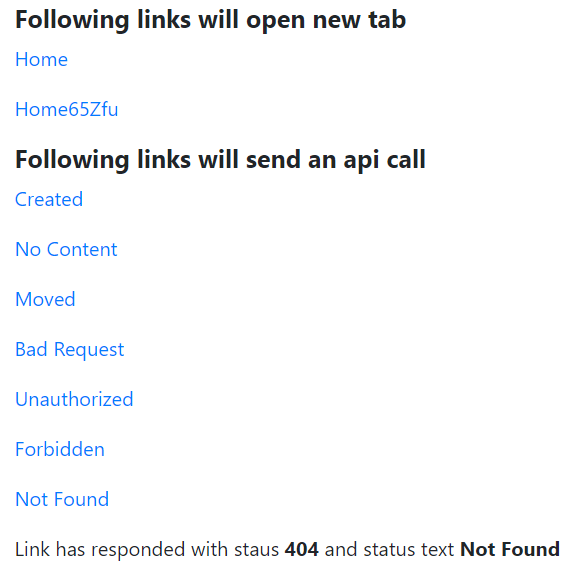 Following links will open new tab
Home
Home65Zfu
Following links will send an api call
Created
No Content
Moved
Bad Request
Unauthorized
Forbidden
Not Found
Link has responded with staus 404 and status text Not Found